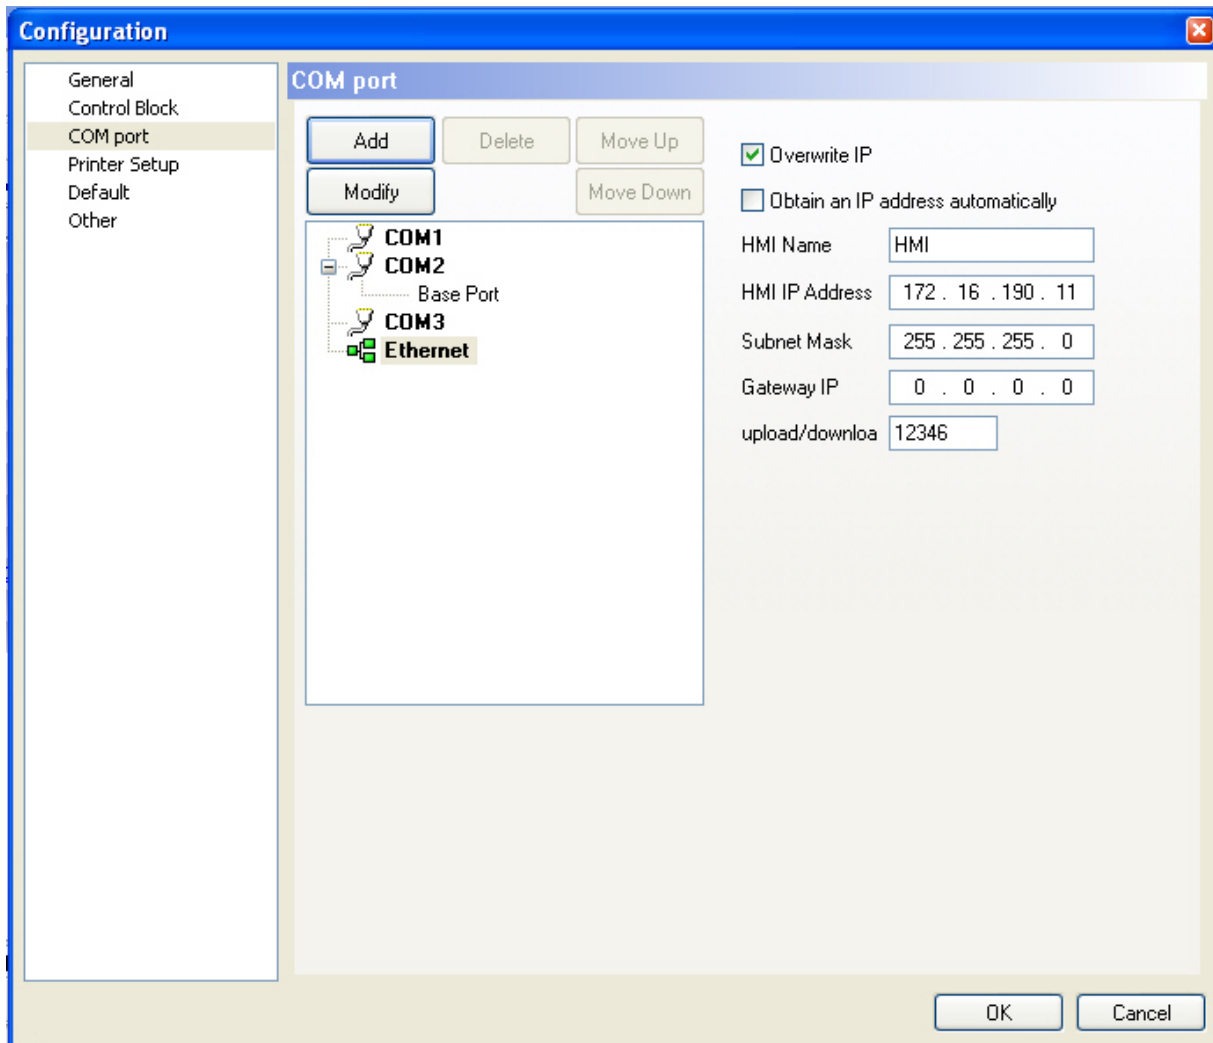 Configuration
General
Control Block
COM port
Printer Setup
Default
Other
COM port
Add Delete Move Up
Modify Move Down
COM1
COM2
Base Port
COM3
Ethernet
Overwrite IP
Obtain an IP address automatically
HMI Name HMI
HMI IP Address 172 . 16 . 190 . 11
Subnet Mask 255 . 255 . 255 . 0
Gateway IP 0 . 0 . 0 . 0
upload/downloa 12346
OK Cancel